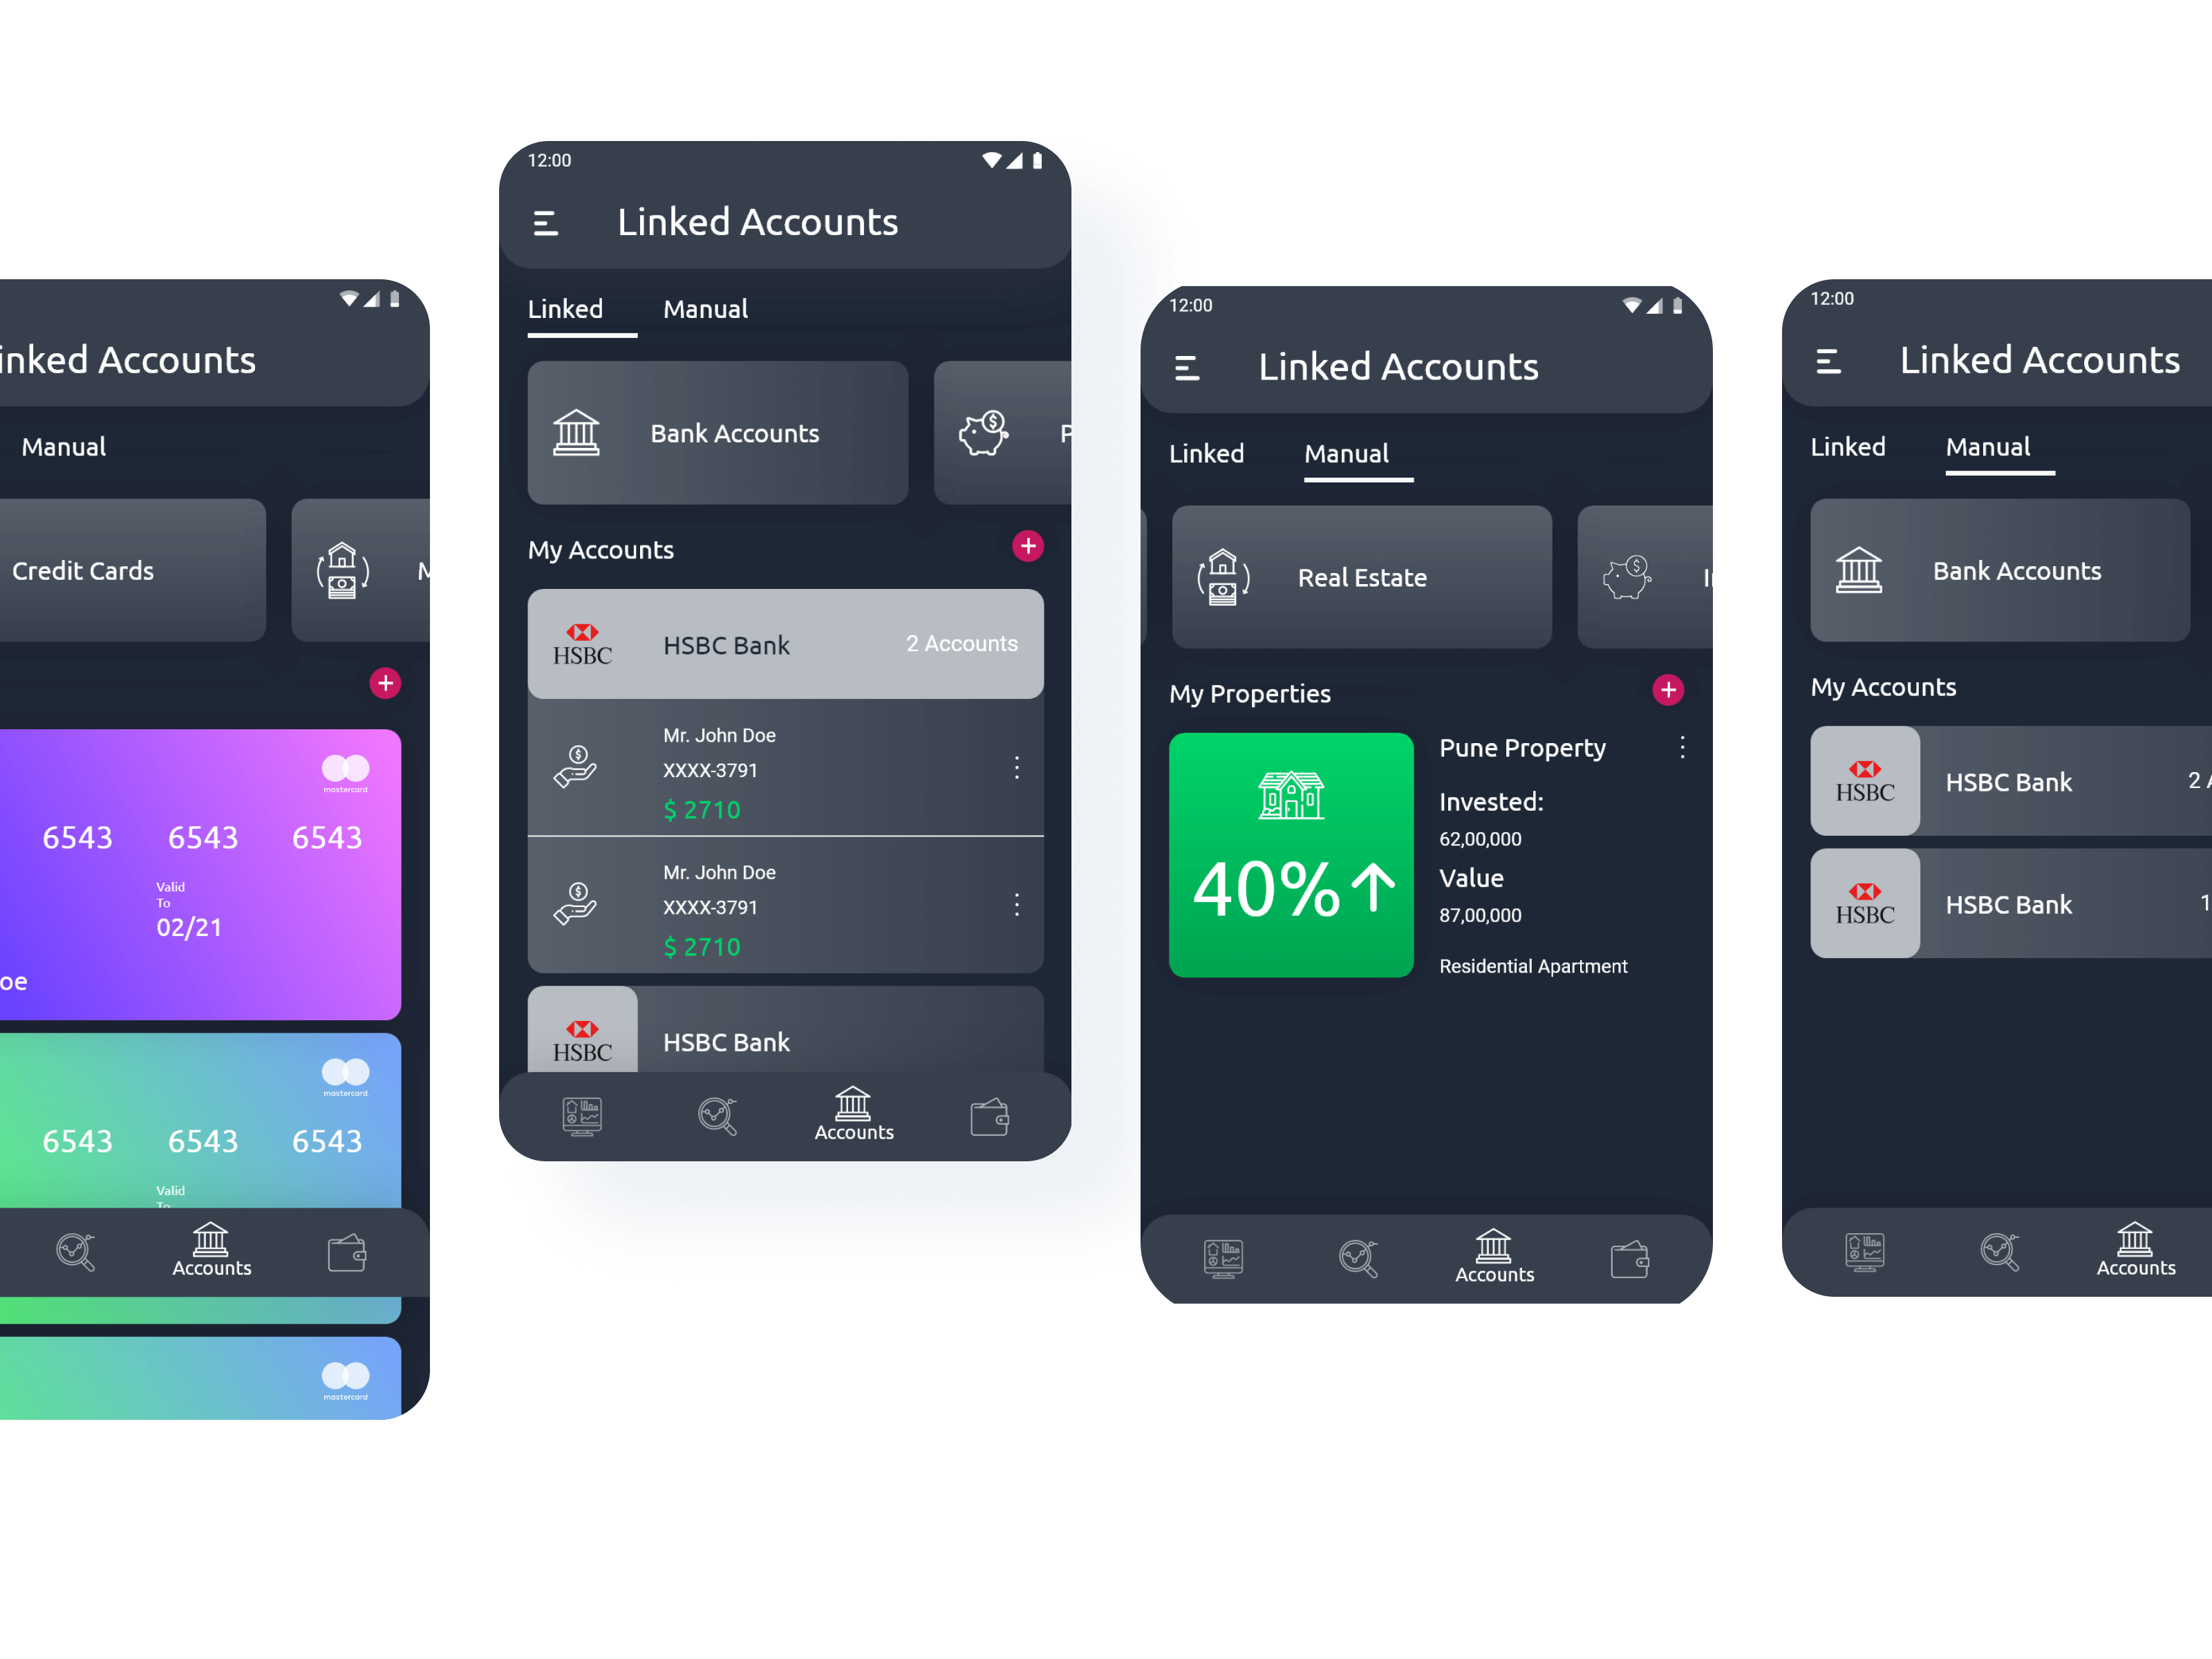 inked Accounts
Manual
Credit Cards
M
mastercard.
6543 6543 6543
Valid
To
02/21
oe
mastercard.
6543 6543 6543
Valid
To
Accounts
mastercard.
12:00
Linked Accounts
Linked Manual
Bank Accounts
P
My Accounts
HSBC
HSBC Bank
2 Accounts
Mr. John Doe
XXXX-3791
$ 2710
Mr. John Doe
XXXX-3791
$ 2710
HSBC
HSBC Bank
Accounts
12:00
Linked Accounts
Linked Manual
Real Estate
My Properties
40%
Pune Property
Invested:
62,00,000
Value
87,00,000
Residential Apartment
Accounts
12:00
Linked Accounts
Linked Manual
Bank Accounts
My Accounts
HSBC
HSBC Bank
2 A
HSBC
HSBC Bank
1
Accounts